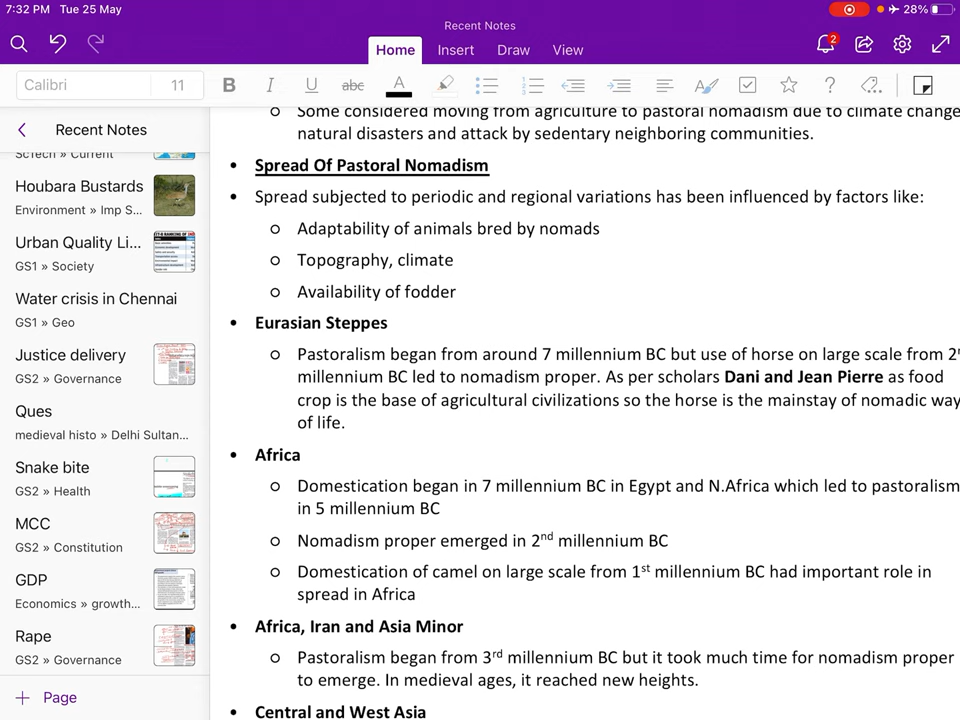 7:32 PM Tue 25 May
28%
Recent Notes
Home Insert Draw View
2
Calibri 11 B I U abc A ?
Recent Notes
ScTech » Current
Houbara Bustards
Environment » Imp S...
Urban Quality Li...
GS1 » Society
Water crisis in Chennai
GS1 » Geo
Justice delivery
GS2 » Governance
Ques
medieval histo » Delhi Sultan...
Snake bite
GS2 » Health
MCC
GS2 » Constitution
GDP
Economics » growth...
Rape
GS2 » Governance
+ Page
o Some considered moving from agriculture to pastoral nomadism due to climate change
natural disasters and attack by sedentary neighboring communities.
• Spread Of Pastoral Nomadism
• Spread subjected to periodic and regional variations has been influenced by factors like:
o Adaptability of animals bred by nomads
o Topography, climate
o Availability of fodder
• Eurasian Steppes
o Pastoralism began from around 7 millennium BC but use of horse on large scale from 2
millennium BC led to nomadism proper. As per scholars Dani and Jean Pierre as food
crop is the base of agricultural civilizations so the horse is the mainstay of nomadic way
of life.
• Africa
o Domestication began in 7 millennium BC in Egypt and N.Africa which led to pastoralism
in 5 millennium BC
o Nomadism proper emerged in 2nd millennium BC
o Domestication of camel on large scale from 1st millennium BC had important role in
spread in Africa
• Africa, Iran and Asia Minor
o Pastoralism began from 3rd millennium BC but it took much time for nomadism proper
to emerge. In medieval ages, it reached new heights.
• Central and West Asia